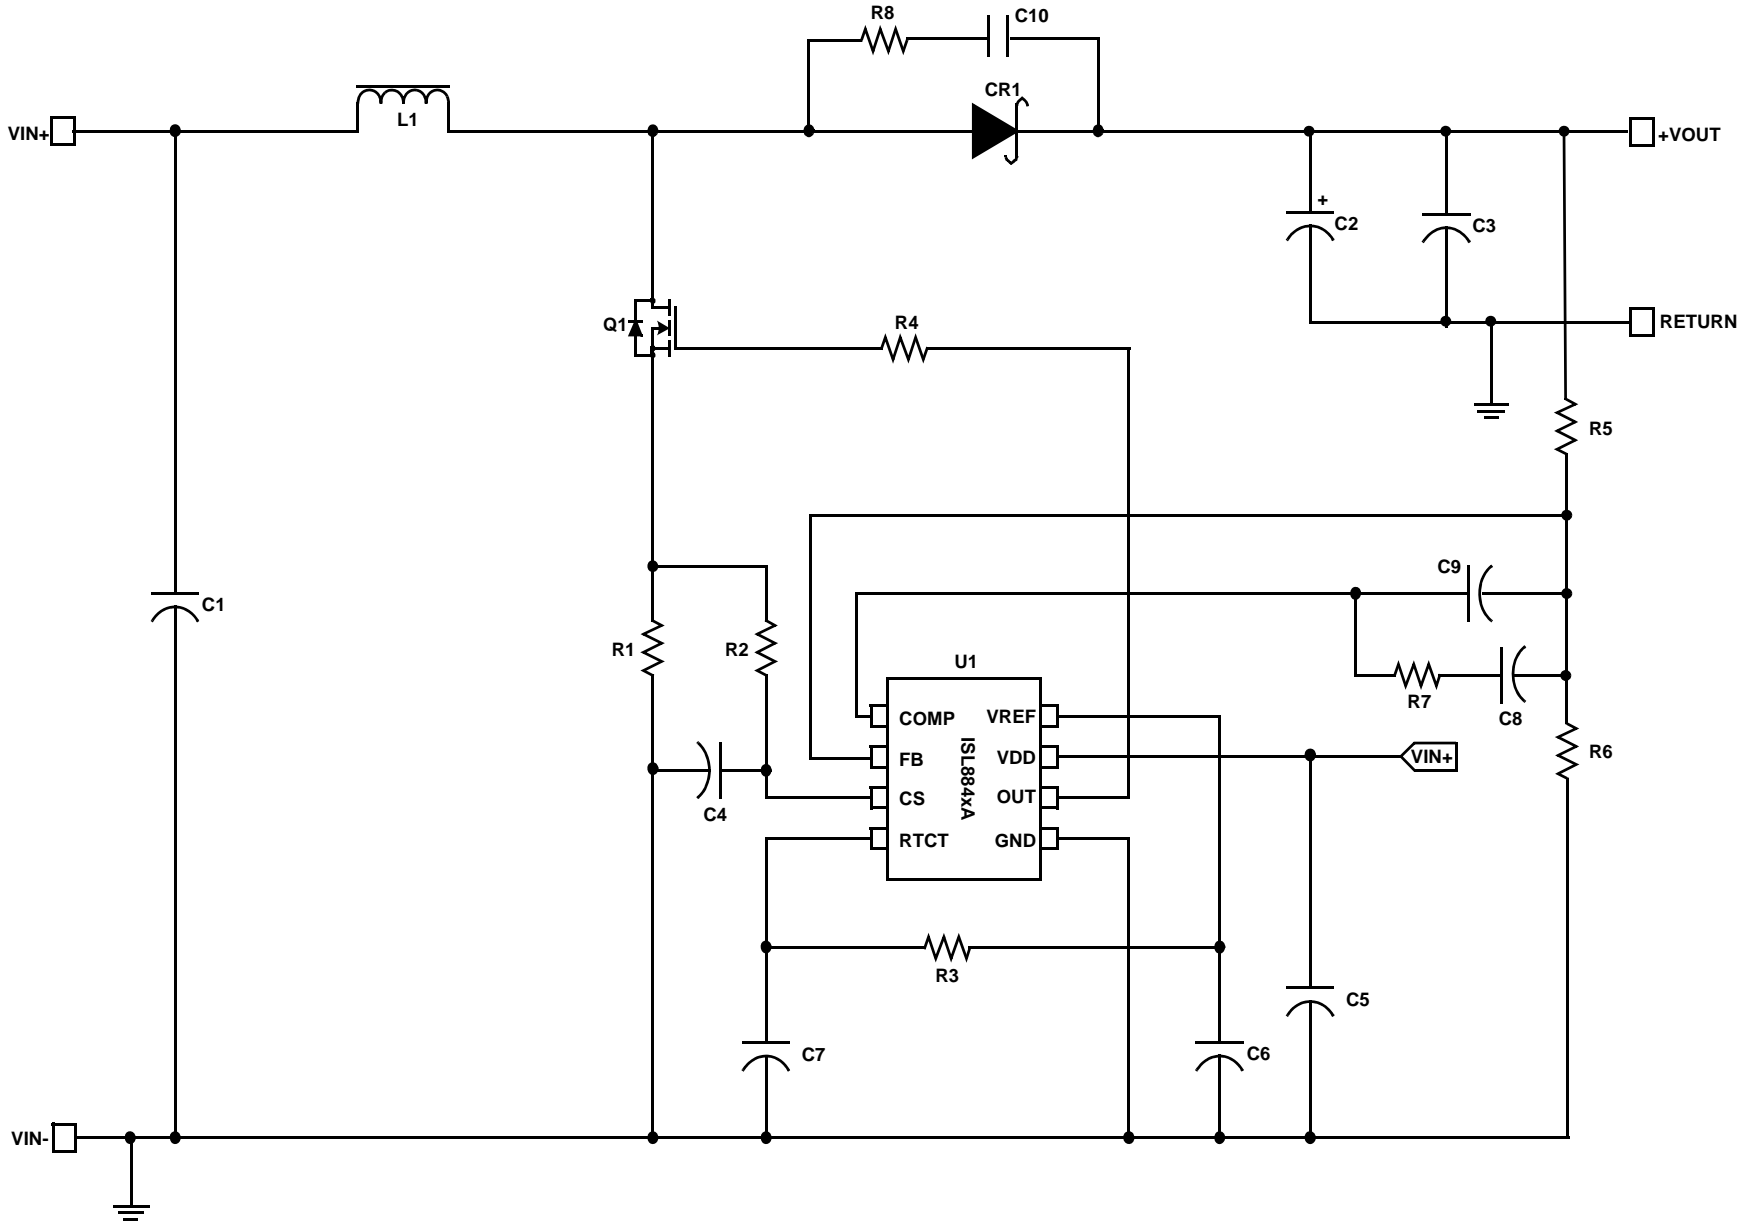 R8
C10
CR1
L1
VIN+
+VOUT
+
C2
C3
Q1
R4
RETURN
R5
C9
C1
R1
R2
U1
R7
C8
COMP
VREF
FB
VDD
VIN+
R6
CS
OUT
C4
RTCT
GND
ISL884xA
R3
C5
C7
C6
VIN-